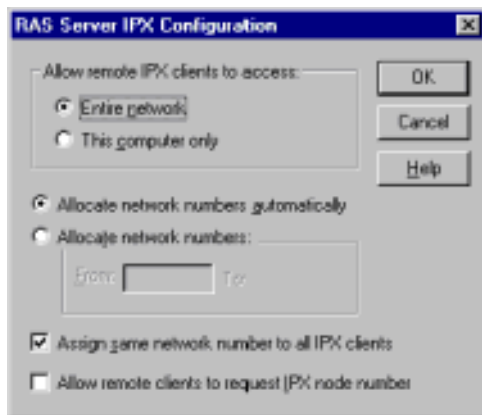 RAS Server IPX Configuration
Allow remote IPX clients to access:
Entire network
This computer only
OK
Cancel
Help
Allocate network numbers automatically
Allocate network numbers:
From:
To:
Assign same network number to all IPX clients
Allow remote clients to request IPX node number